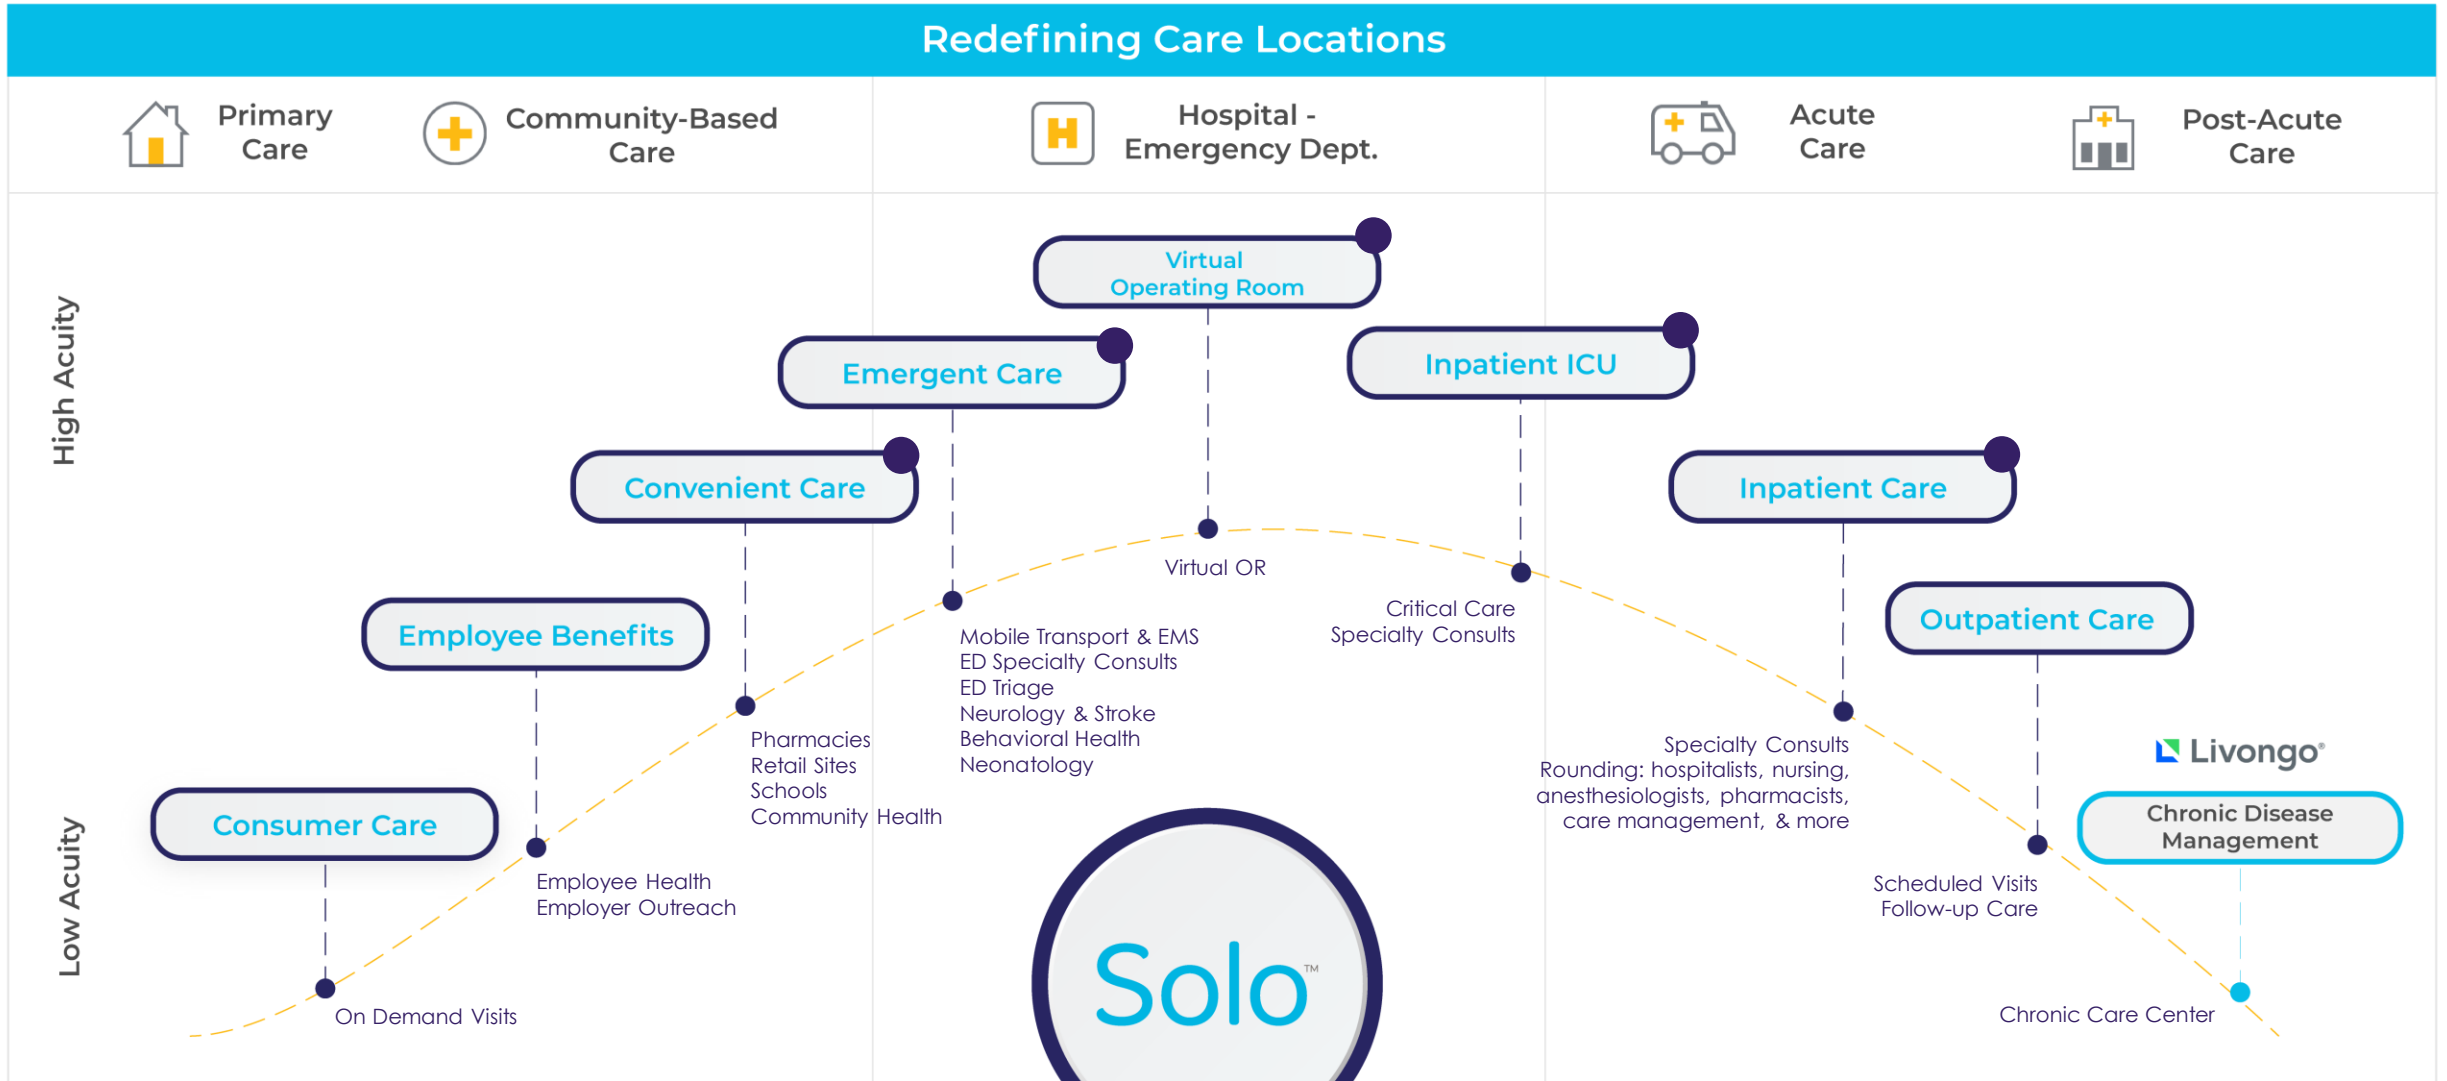 Redefining Care Locations
Primary
Care
Community-Based
Care
H
Hospital -
Emergency Dept.
Acute
Care
Post-Acute
Care
High Acuity
Low Acuity
Consumer Care
On Demand Visits
Employee Benefits
Employee Health
Employer Outreach
Convenient Care
Pharmacies
Retail Sites
Schools
Community Health
Emergent Care
Mobile Transport & EMS
ED Specialty Consults
ED Triage
Neurology & Stroke
Behavioral Health
Neonatology
Virtual
Operating Room
Virtual OR
Inpatient ICU
Critical Care
Specialty Consults
Inpatient Care
Specialty Consults
Rounding: hospitalists, nursing,
anesthesiologists, pharmacists,
care management, & more
Outpatient Care
Scheduled Visits
Follow-up Care
Livongo®
Chronic Disease
Management
Chronic Care Center
Solo™